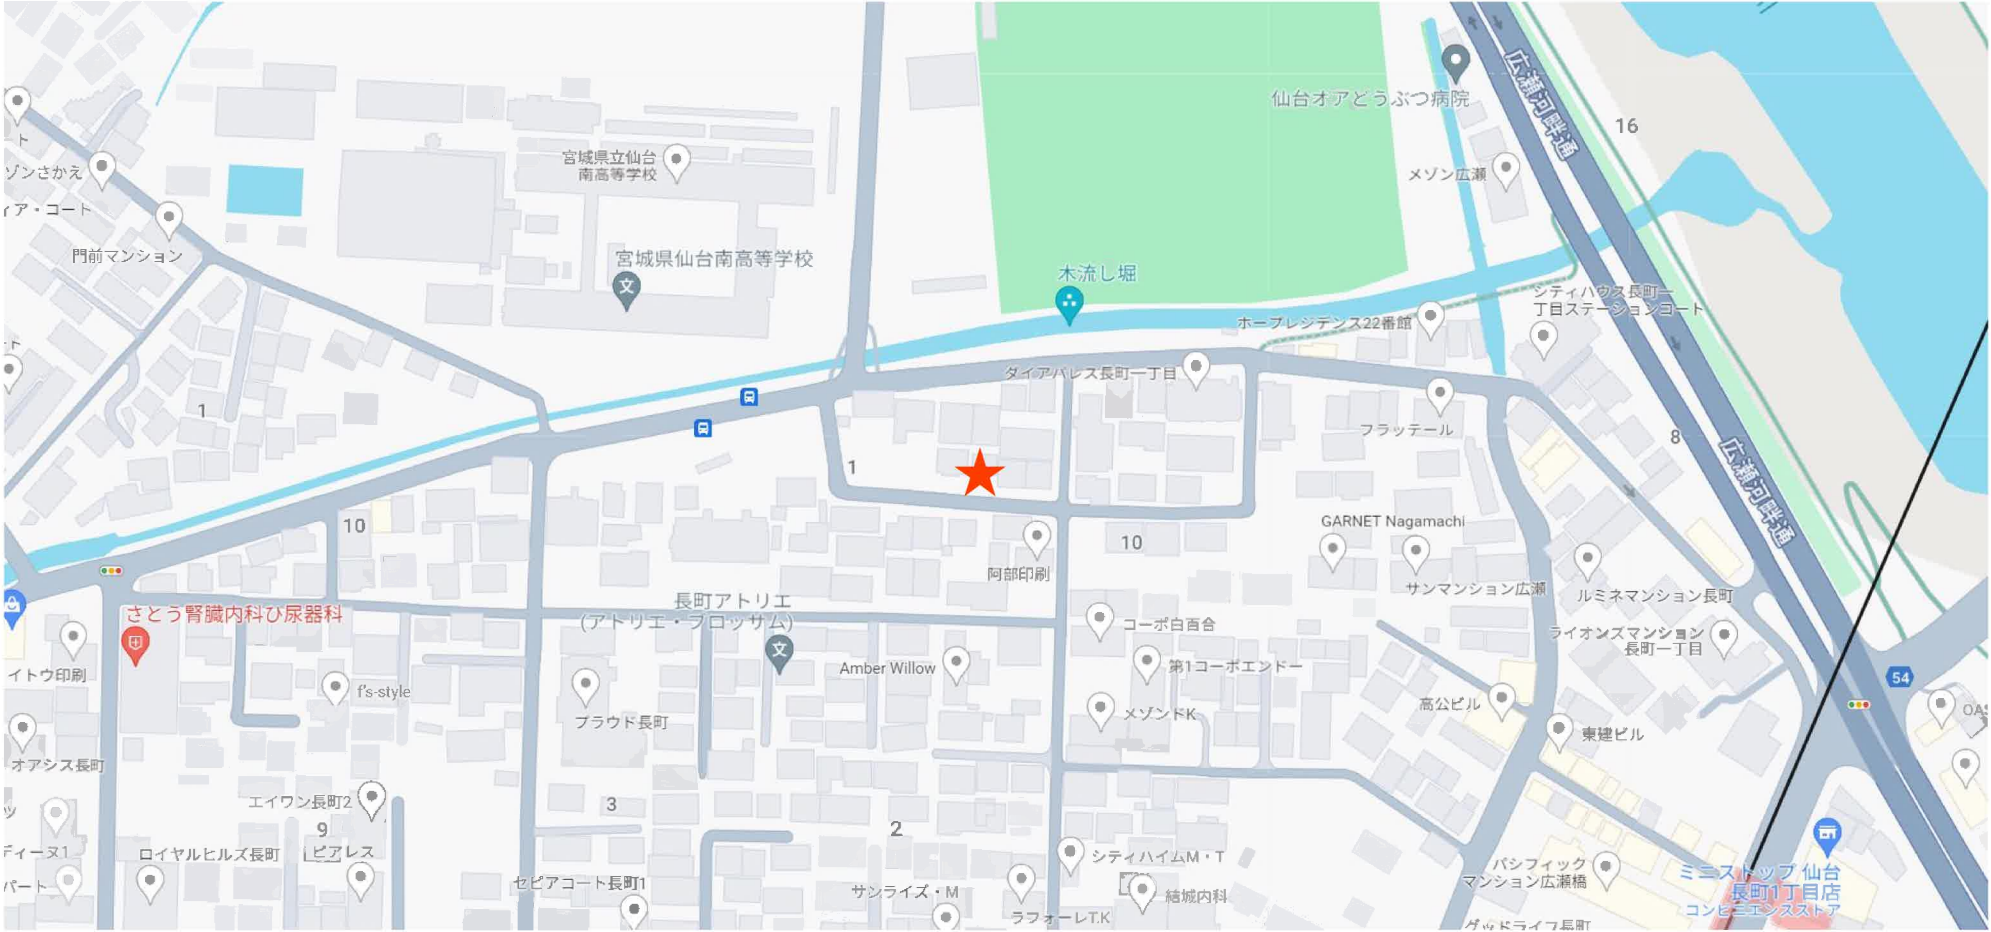 広瀬河畔通
仙台オアどうぶつ病院
16
ト
宮城県立仙台
南高等学校
ゾンさかえ
メゾン広瀬
ィア・コート
門前マンション
宮城県仙台南高等学校
文
木流し堀
シティハウス長町一
丁目ステーションコート
ホープレジデンス22番館
ート
ダイアパレス長町一丁目
1
フラッテール
8
広瀬河畔通
1
10
GARNET Nagamachi
10
阿部印刷
サンマンション広瀬
ルミネマンション長町
さとう腎臓内科ひ尿器科
長町アトリエ
(アトリエ・ブロッサム)
文
コーポ白百合
ライオンズマンション
長町一丁目
イトウ印刷
Amber Willow
第1コーポエンドー
54
f's-style
高公ビル
OAS
プラウド長町
メゾンドK
東建ビル
オアシス長町
エイワン長町2
3
ツ
9
2
ディーヌ1
ロイヤルヒルズ長町
ピアレス
シティハイムM・T
パシフィック
マンション広瀬橋
ミニストップ 仙台
長町1丁目店
コンビニエンスストア
パート
セピアコート長町1
サンライズ・M
結城内科
ラフォーレT.K
グッドライフ長町